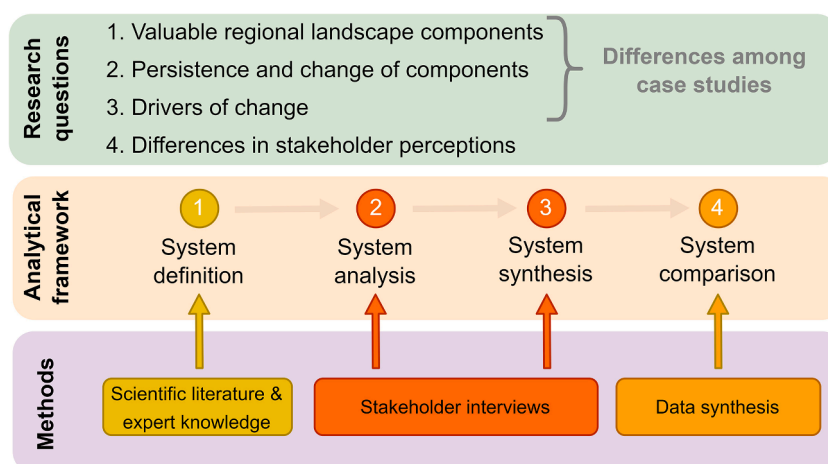 Research
questions
1. Valuable regional landscape components
2. Persistence and change of components
3. Drivers of change
4. Differences in stakeholder perceptions
Differences among
case studies
Analytical
framework
1
System
definition
2
System
analysis
3
System
synthesis
4
System
comparison
Methods
Scientific literature &
expert knowledge
Stakeholder interviews
Data synthesis